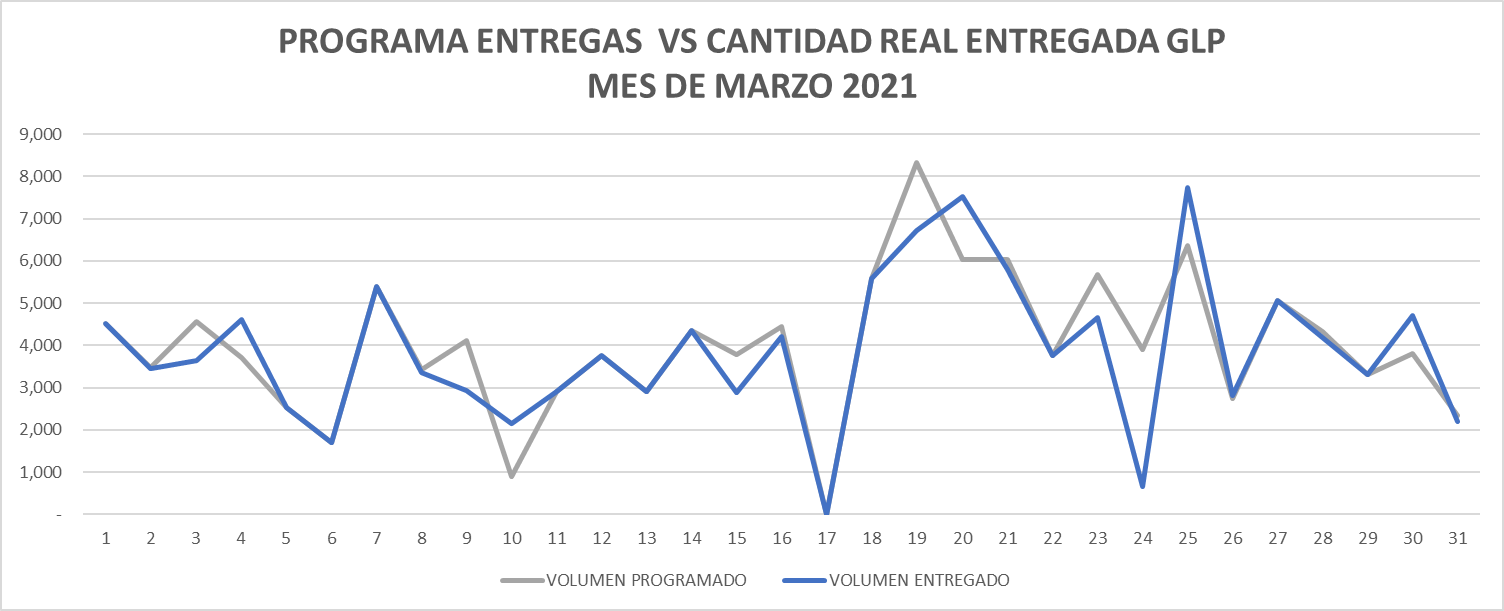 PROGRAMA ENTREGAS  VS CANTIDAD REAL ENTREGADA GLP
MES DE MARZO 2021
9,000
8,000
7,000
6,000
5,000
4,000
3,000
2,000
1,000
-
1 2 3 4 5 6 7 8 9 10 11 12 13 14 15 16 17 18 19 20 21 22 23 24 25 26 27 28 29 30 31
VOLUMEN PROGRAMADO VOLUMEN ENTREGADO